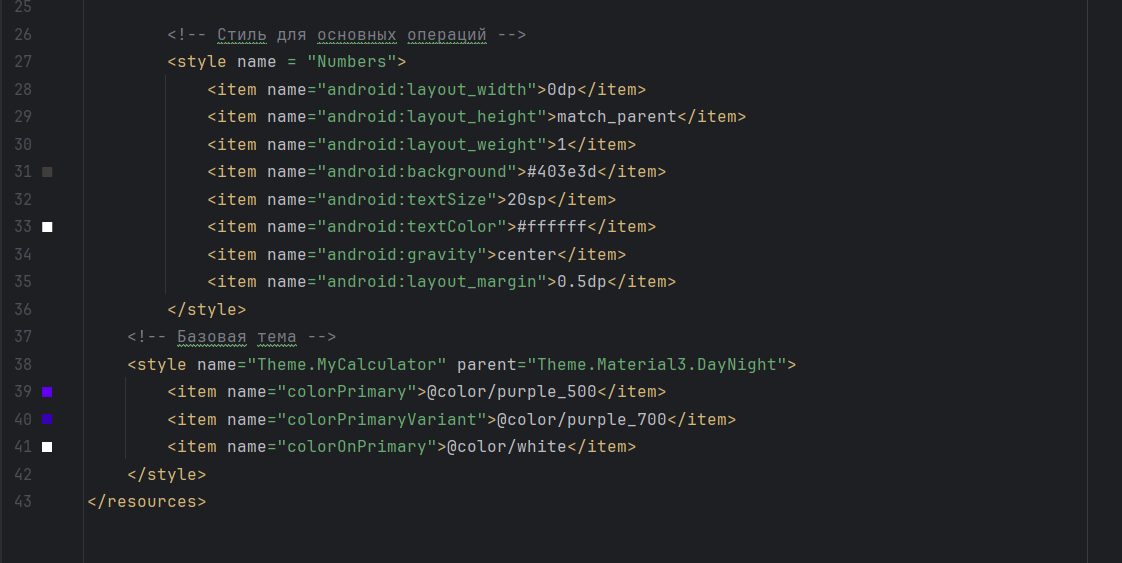 25
26 <!-- Стиль для основных операций -->
27 <style name = "Numbers">
28 <item name="android:layout_width">0dp</item>
29 <item name="android:layout_height">match_parent</item>
30 <item name="android:layout_weight">1</item>
31 <item name="android:background">#403e3d</item>
32 <item name="android:textSize">20sp</item>
33 <item name="android:textColor">#ffffff</item>
34 <item name="android:gravity">center</item>
35 <item name="android:layout_margin">0.5dp</item>
36 </style>
37 <!-- Базовая тема -->
38 <style name="Theme.MyCalculator" parent="Theme.Material3.DayNight">
39 <item name="colorPrimary">@color/purple_500</item>
40 <item name="colorPrimaryVariant">@color/purple_700</item>
41 <item name="colorOnPrimary">@color/white</item>
42 </style>
43 </resources>